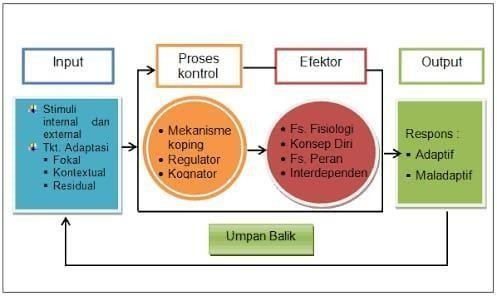 Input
Proses
kontrol
Efektor
Output
Stimuli
internal dan
external
Tkt. Adaptasi
Fokal
Kontextual
Residual
Mekanisme
koping
Regulator
Kognator
Fs. Fisiologi
Konsep Diri
Fs. Peran
Interdependen
Respons :
Adaptif
Maladaptif
Umpan Balik